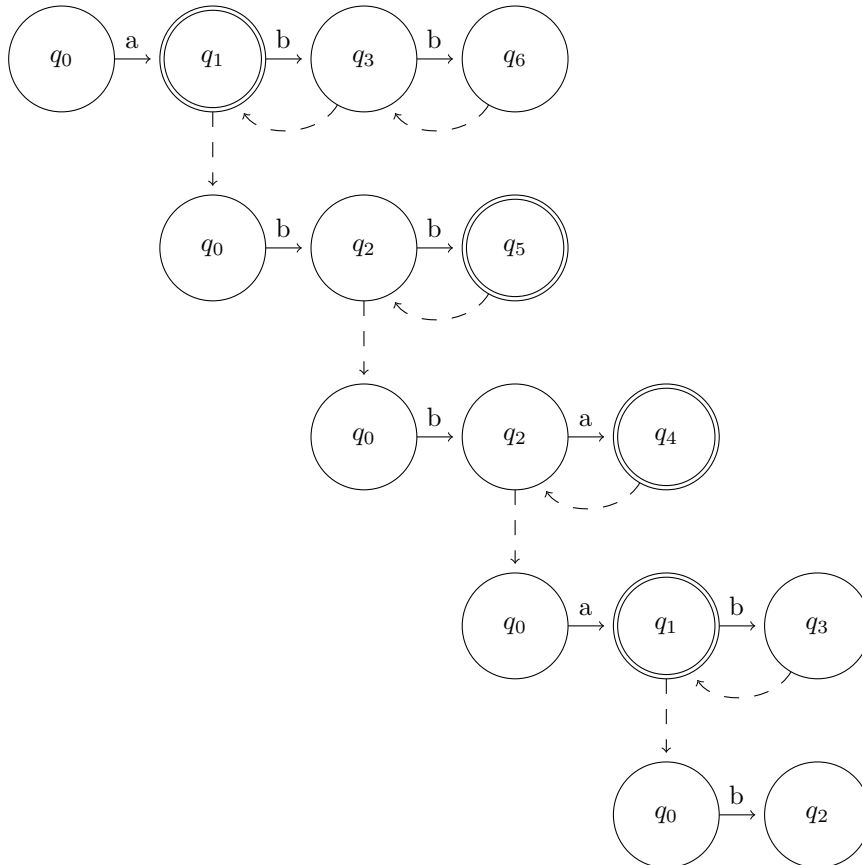 q₀ a q₁ b q₃ b q₆
q₀ b q₂ b q₅
q₀ b q₂ a q₄
q₀ a q₁ b q₃
q₀ b q₂